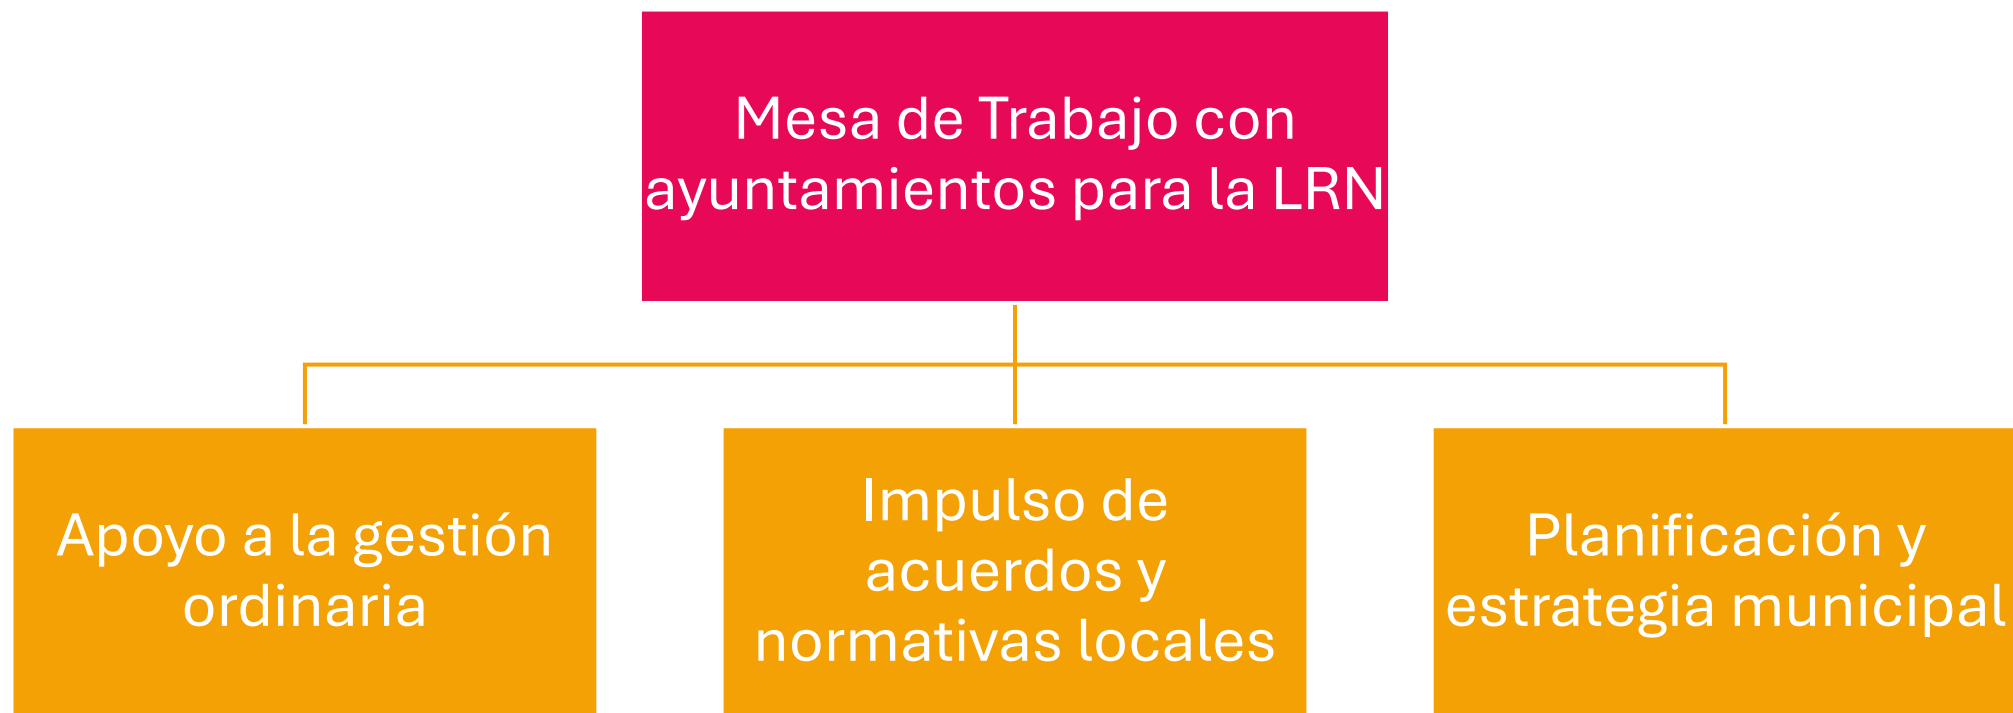 Mesa de Trabajo con
ayuntamientos para la LRN
Apoyo a la gestión
ordinaria
Impulso de
acuerdos y
normativas locales
Planificación y
estrategia municipal